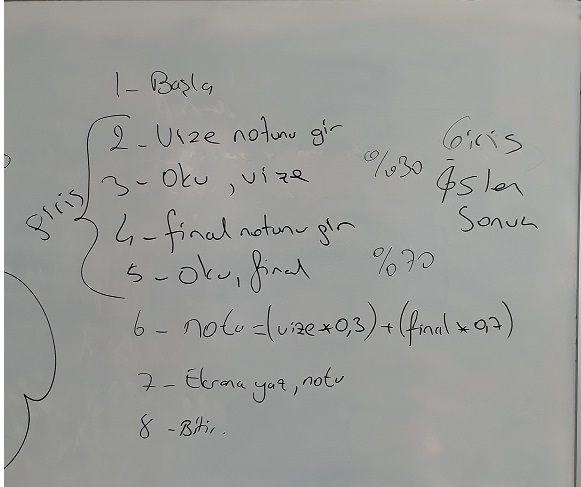 1- Başla
2- Vize notunu gir
3- Oku, vize
%30
4- final notunu gir
5- Oku, final
%70
giriş
6- notu=(vize*0,3)+(final*0,7)
7- Ekrana yaz, notu
8- Bitir.
Giriş
İşlem
Sonuç